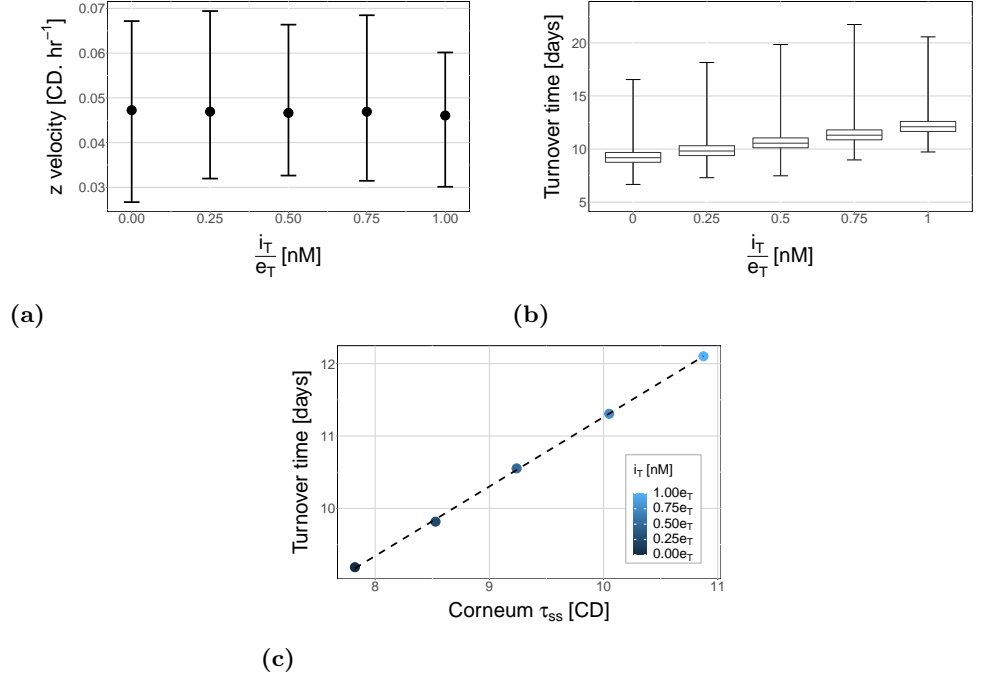 0.07
0.06
0.05
0.04
0.03
z velocity [CD. hr⁻¹]
0.00 0.25 0.50 0.75 1.00
i_T
e_T [nM]
(a)
20
15
10
5
Turnover time [days]
0 0.25 0.5 0.75 1
i_T
e_T [nM]
(b)
12
11
10
Turnover time [days]
i_T [nM]
1.00e_T
0.75e_T
0.50e_T
0.25e_T
0.00e_T
8 9 10 11
Corneum τ_ss [CD]
(c)